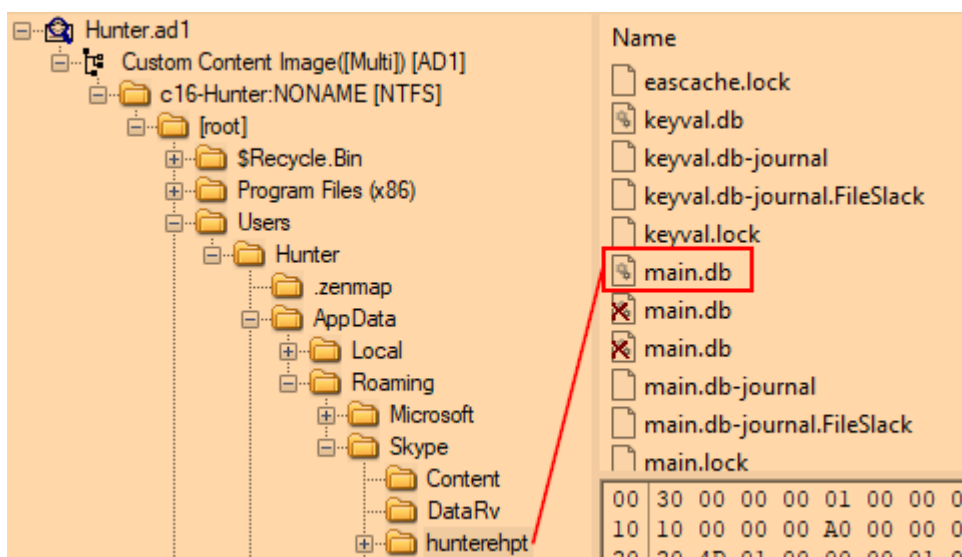 Hunter.ad1
Custom Content Image([Multi]) [AD1]
c16-Hunter:NONAME [NTFS]
[root]
$Recycle.Bin
Program Files (x86)
Users
Hunter
.zenmap
AppData
Local
Roaming
Microsoft
Skype
Content
DataRv
hunterehpt
Name
eascache.lock
keyval.db
keyval.db-journal
keyval.db-journal.FileSlack
keyval.lock
main.db
main.db
main.db
main.db-journal
main.db-journal.FileSlack
main.lock
00 30 00 00 00 01 00 00 0
10 10 00 00 00 A0 00 00 0